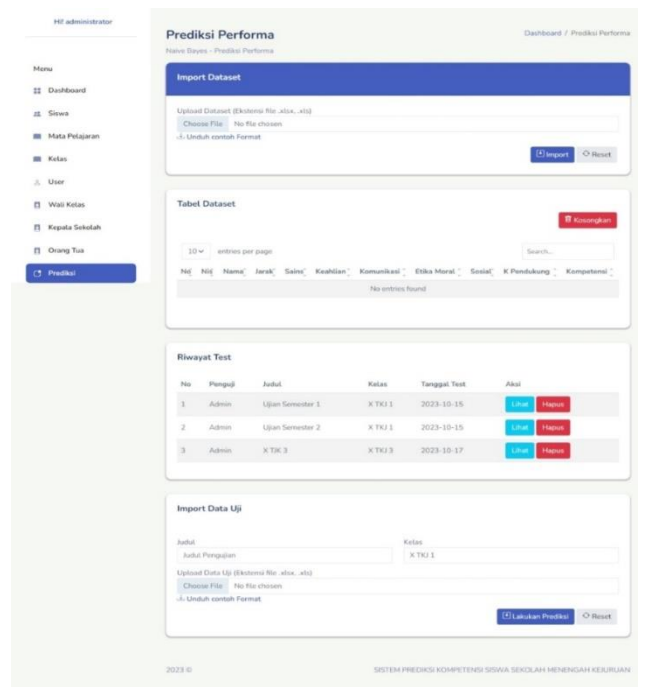 Hi! administrator
Menu
Dashboard
Siswa
Mata Pelajaran
Kelas
User
Wali Kelas
Kepala Sekolah
Orang Tua
Prediksi
Prediksi Performa
Dashboard / Prediksi Performa
Naive Bayes - Prediksi Performa
Import Dataset
Upload Dataset (Ekstensi file .xlsx, .xls)
Choose File No file chosen
Unduh contoh Format
Import Reset
Tabel Dataset
Kosongkan
10 entries per page Search...
No Nis Nama Jarak Sains Keahlian Komunikasi Etika Moral Sosial K Pendukung Kompetensi
No entries found
Riwayat Test
No Penguji Judul Kelas Tanggal Test Aksi
1 Admin Ujian Semester 1 X TKJ 1 2023-10-15 Lihat Hapus
2 Admin Ujian Semester 2 X TKJ 1 2023-10-15 Lihat Hapus
3 Admin X TJK 3 X TKJ 3 2023-10-17 Lihat Hapus
Import Data Uji
Judul Kelas
Judul Pengujian X TKJ 1
Upload Data Uji (Ekstensi file .xlsx, .xls)
Choose File No file chosen
Unduh contoh Format
Lakukan Prediksi Reset
2023 © SISTEM PREDIKSI KOMPETENSI SISWA SEKOLAH MENENGAH KEJURUAN